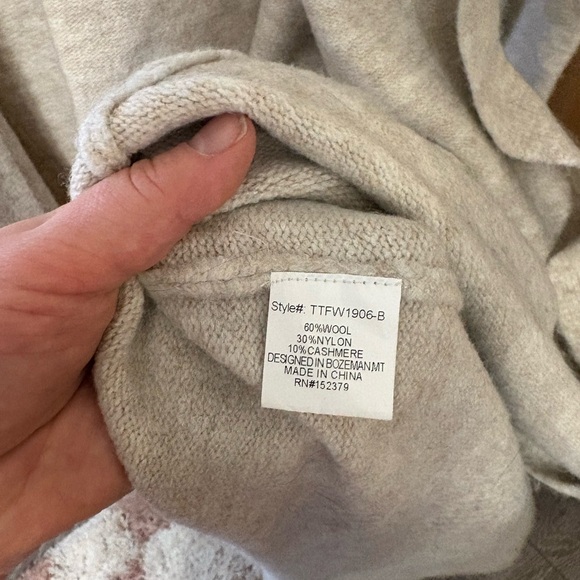 Style#: TTFW1906-B
60%WOOL
30%NYLON
10%CASHMERE
DESIGNED IN BOZEMAN,MT
MADE IN CHINA
RN#152379